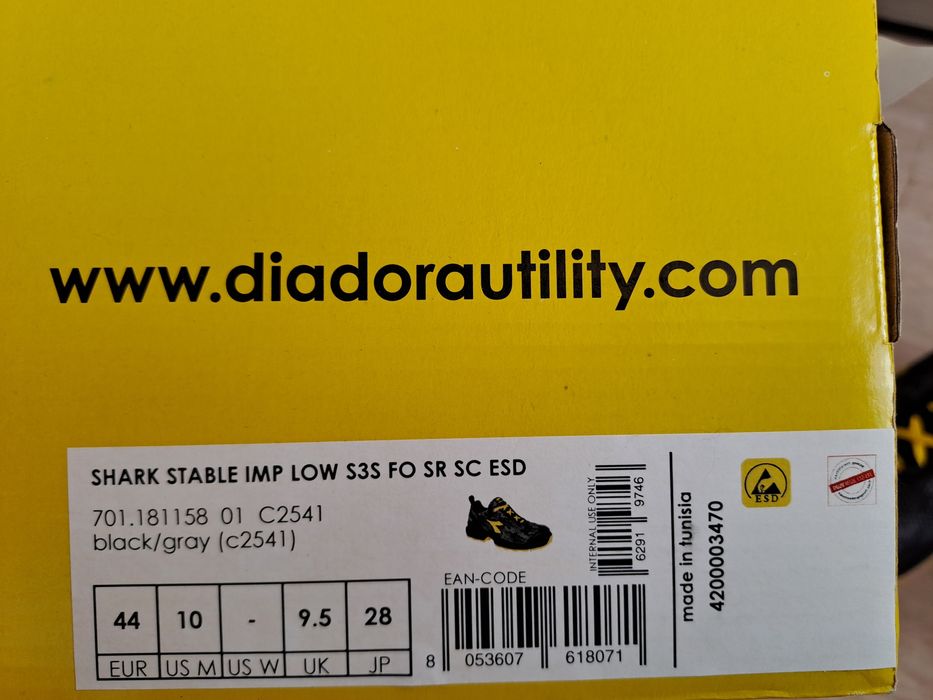 www.diadorautility.com
SHARK STABLE IMP LOW S3S FO SR SC ESD
701.181158 01 C2541
black/gray (c2541)
44 10 - 9.5 28
EUR US M US W UK JP
EAN-CODE
8 053607 618071
INTERNAL USE ONLY
6291 9746
made in tunisia
4200003470
ESD